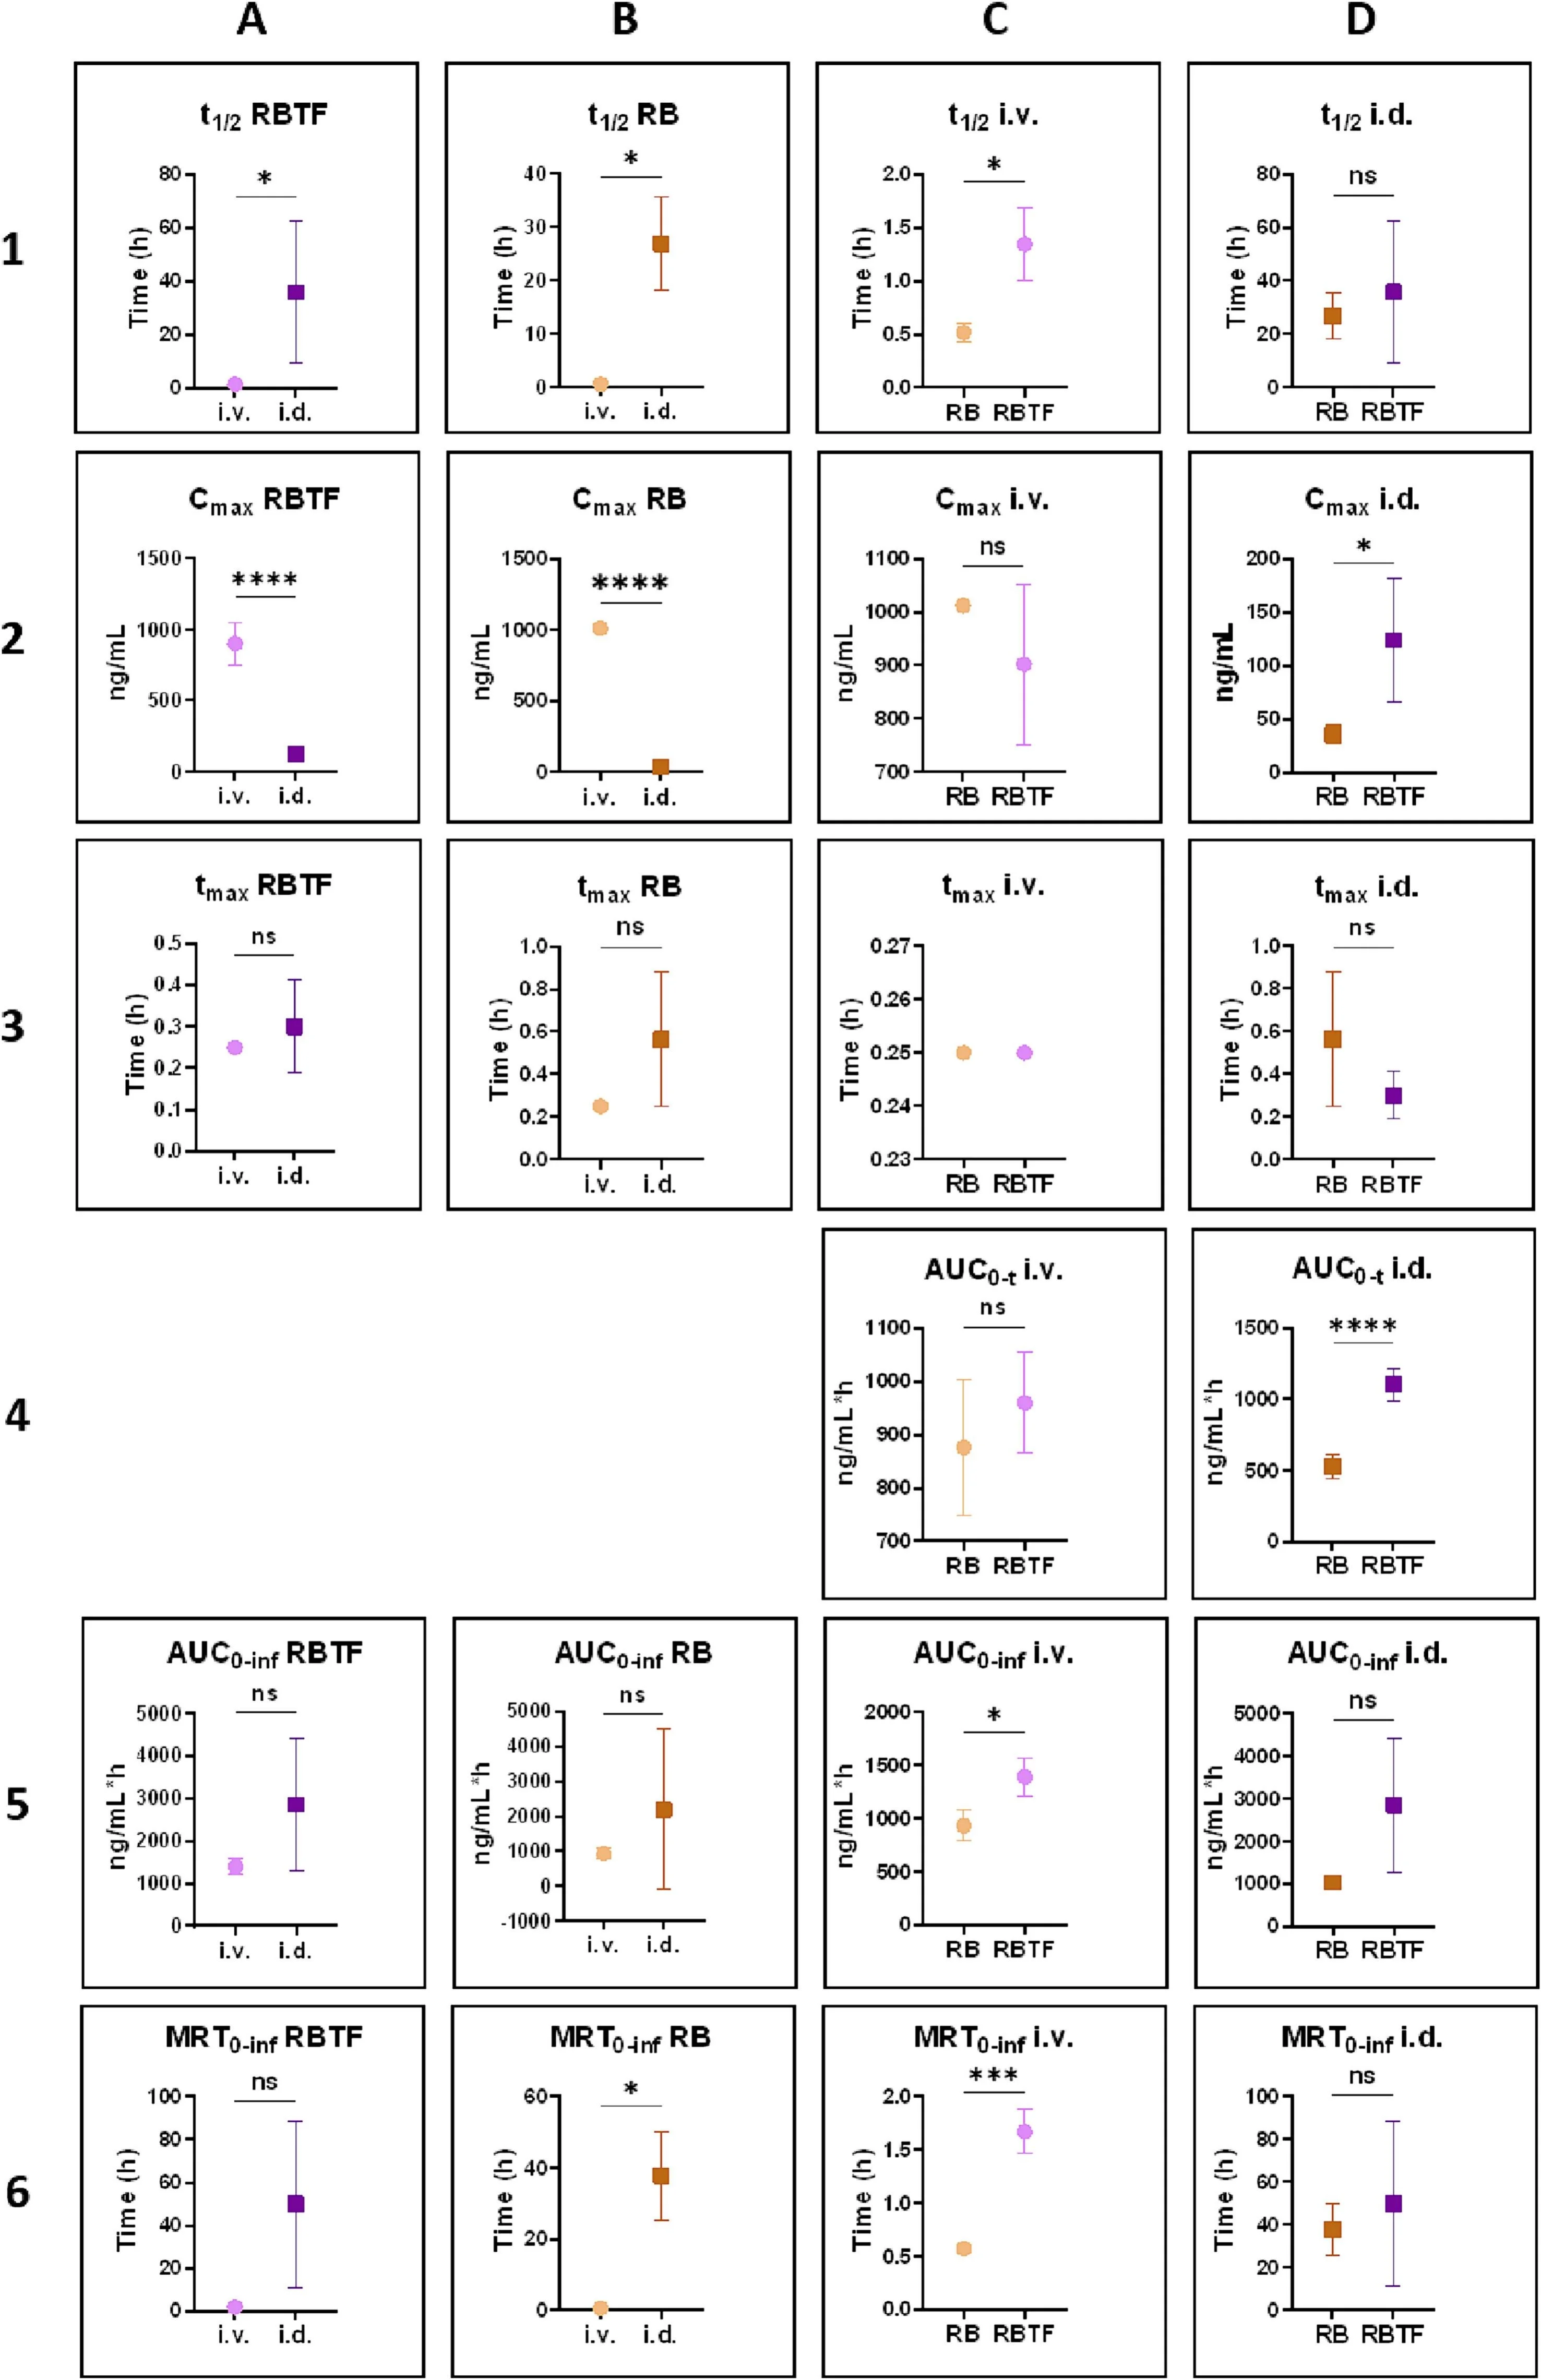 A B C D
1
t1/2 RBTF
*
80
60
40
20
0
Time (h)
i.v. i.d.
t1/2 RB
*
40
30
20
10
0
Time (h)
i.v. i.d.
t1/2 i.v.
*
2.0
1.5
1.0
0.5
0.0
Time (h)
RB RBTF
t1/2 i.d.
ns
80
60
40
20
0
Time (h)
RB RBTF
2
Cmax RBTF
****
1500
1000
500
0
ng/mL
i.v. i.d.
Cmax RB
****
1500
1000
500
0
ng/mL
i.v. i.d.
Cmax i.v.
ns
1100
1000
900
800
700
ng/mL
RB RBTF
Cmax i.d.
*
200
150
100
50
0
ng/mL
RB RBTF
3
tmax RBTF
ns
0.5
0.4
0.3
0.2
0.1
0.0
Time (h)
i.v. i.d.
tmax RB
ns
1.0
0.8
0.6
0.4
0.2
0.0
Time (h)
i.v. i.d.
tmax i.v.
0.27
0.26
0.25
0.24
0.23
Time (h)
RB RBTF
tmax i.d.
ns
1.0
0.8
0.6
0.4
0.2
0.0
Time (h)
RB RBTF
4
AUC0-t i.v.
ns
1100
1000
900
800
700
ng/mL*h
RB RBTF
AUC0-t i.d.
****
1500
1000
500
0
ng/mL*h
RB RBTF
5
AUC0-inf RBTF
ns
5000
4000
3000
2000
1000
0
ng/mL*h
i.v. i.d.
AUC0-inf RB
ns
5000
4000
3000
2000
1000
0
-1000
ng/mL*h
i.v. i.d.
AUC0-inf i.v.
*
2000
1500
1000
500
0
ng/mL*h
RB RBTF
AUC0-inf i.d.
ns
5000
4000
3000
2000
1000
0
ng/mL*h
RB RBTF
6
MRT0-inf RBTF
ns
100
80
60
40
20
0
Time (h)
i.v. i.d.
MRT0-inf RB
*
60
40
20
0
Time (h)
i.v. i.d.
MRT0-inf i.v.
***
2.0
1.5
1.0
0.5
0.0
Time (h)
RB RBTF
MRT0-inf i.d.
ns
100
80
60
40
20
0
Time (h)
RB RBTF